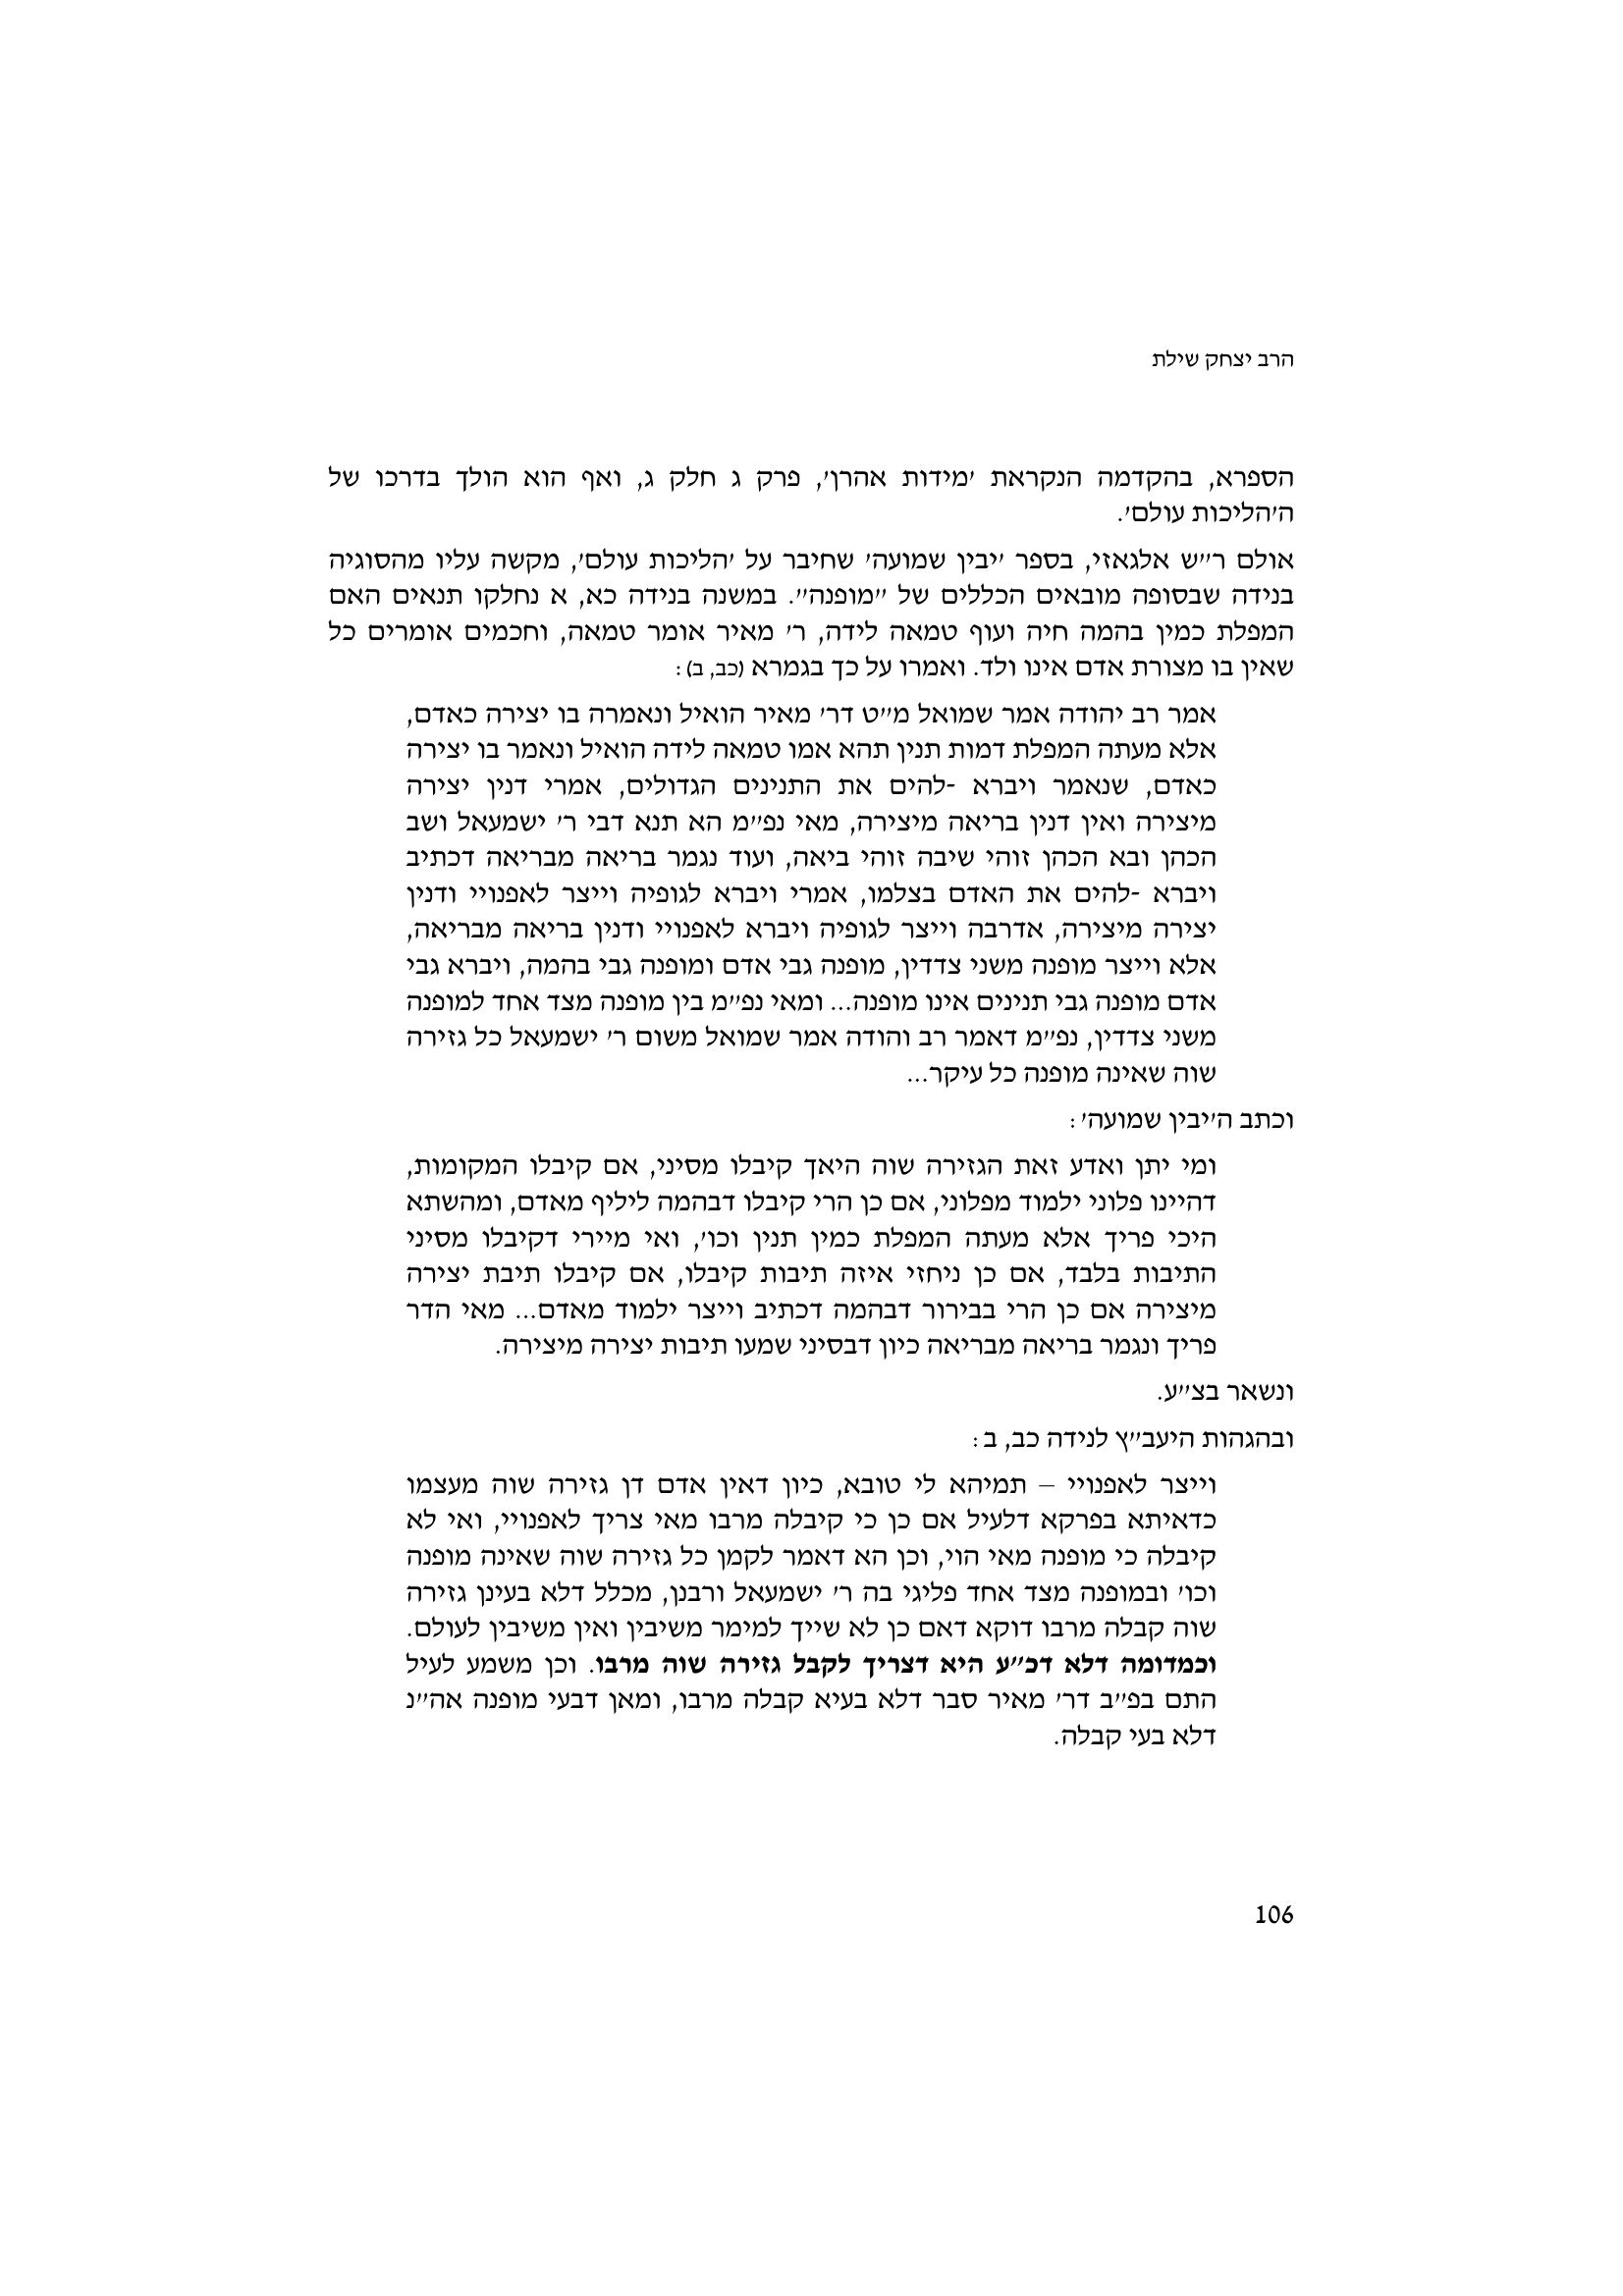 הרב יצחק שילת
הספרא, בהקדמה הנקראת ׳מידות אהרן׳, פרק ג חלק ג, ואף הוא הולך בדרכו של
ה׳הליכות עולם׳.
אולם ר״ש אלגאזי, בספר ׳יבין שמועה׳ שחיבר על ׳הליכות עולם׳, מקשה עליו מהסוגיה
בנידה שבסופה מובאים הכללים של ״מופנה״. במשנה בנידה כא, א נחלקו תנאים האם
המפלת כמין בהמה חיה ועוף טמאה לידה, ר׳ מאיר אומר טמאה, וחכמים אומרים כל
שאין בו מצורת אדם אינו ולד. ואמרו על כך בגמרא (כב, ב):
אמר רב יהודה אמר שמואל מ״ט דר׳ מאיר הואיל ונאמרה בו יצירה כאדם,
אלא מעתה המפלת דמות תנין תהא אמו טמאה לידה הואיל ונאמר בו יצירה
כאדם, שנאמר ויברא -להים את התנינים הגדולים, אמרי דנין יצירה
מיצירה ואין דנין בריאה מיצירה, מאי נפ״מ הא תנא דבי ר׳ ישמעאל ושב
הכהן ובא הכהן זוהי שיבה זוהי ביאה, ועוד נגמר בריאה מבריאה דכתיב
ויברא -להים את האדם בצלמו, אמרי ויברא לגופיה וייצר לאפנויי ודנין
יצירה מיצירה, אדרבה וייצר לגופיה ויברא לאפנויי ודנין בריאה מבריאה,
אלא וייצר מופנה משני צדדין, מופנה גבי אדם ומופנה גבי בהמה, ויברא גבי
אדם מופנה גבי תנינים אינו מופנה... ומאי נפ״מ בין מופנה מצד אחד למופנה
משני צדדין, נפ״מ דאמר רב והודה אמר שמואל משום ר׳ ישמעאל כל גזירה
שוה שאינה מופנה כל עיקר...
וכתב ה׳יבין שמועה׳:
ומי יתן ואדע זאת הגזירה שוה היאך קיבלו מסיני, אם קיבלו המקומות,
דהיינו פלוני ילמוד מפלוני, אם כן הרי קיבלו דבהמה ליליף מאדם, ומהשתא
היכי פריך אלא מעתה המפלת כמין תנין וכו׳, ואי מיירי דקיבלו מסיני
התיבות בלבד, אם כן ניחזי איזה תיבות קיבלו, אם קיבלו תיבת יצירה
מיצירה אם כן הרי בבירור דבהמה דכתיב וייצר ילמוד מאדם... מאי הדר
פריך ונגמר בריאה מבריאה כיון דבסיני שמעו תיבות יצירה מיצירה.
ונשאר בצ״ע.
ובהגהות היעב״ץ לנידה כב, ב:
וייצר לאפנויי – תמיהא לי טובא, כיון דאין אדם דן גזירה שוה מעצמו
כדאיתא בפרקא דלעיל אם כן כי קיבלה מרבו מאי צריך לאפנויי, ואי לא
קיבלה כי מופנה מאי הוי, וכן הא דאמר לקמן כל גזירה שוה שאינה מופנה
וכו׳ ובמופנה מצד אחד פליגי בה ר׳ ישמעאל ורבנן, מכלל דלא בעינן גזירה
שוה קבלה מרבו דוקא דאם כן לא שייך למימר משיבין ואין משיבין לעולם.
וכמדומה דלא דכ״ע היא דצריך לקבל גזירה שוה מרבו. וכן משמע לעיל
התם בפ״ב דר׳ מאיר סבר דלא בעיא קבלה מרבו, ומאן דבעי מופנה אה״נ
דלא בעי קבלה.
106